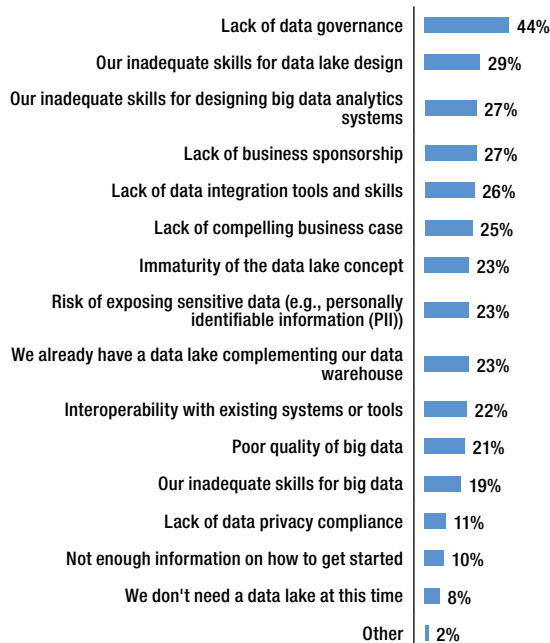 Lack of data governance 44%
Our inadequate skills for data lake design 29%
Our inadequate skills for designing big data analytics
systems 27%
Lack of business sponsorship 27%
Lack of data integration tools and skills 26%
Lack of compelling business case 25%
Immaturity of the data lake concept 23%
Risk of exposing sensitive data (e.g., personally
identifiable information (PII)) 23%
We already have a data lake complementing our data
warehouse 23%
Interoperability with existing systems or tools 22%
Poor quality of big data 21%
Our inadequate skills for big data 19%
Lack of data privacy compliance 11%
Not enough information on how to get started 10%
We don't need a data lake at this time 8%
Other 2%